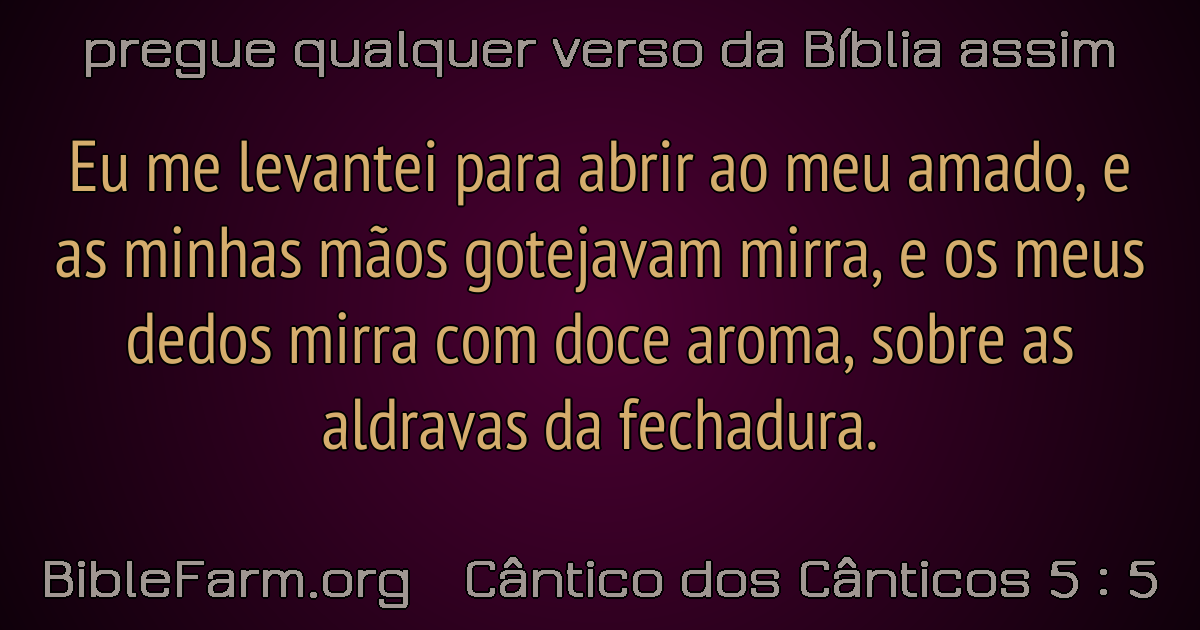 pregue qualquer verso da Bíblia assim
Eu me levantei para abrir ao meu amado, e
as minhas mãos gotejavam mirra, e os meus
dedos mirra com doce aroma, sobre as
aldravas da fechadura.
BibleFarm.org Cântico dos Cânticos 5 : 5